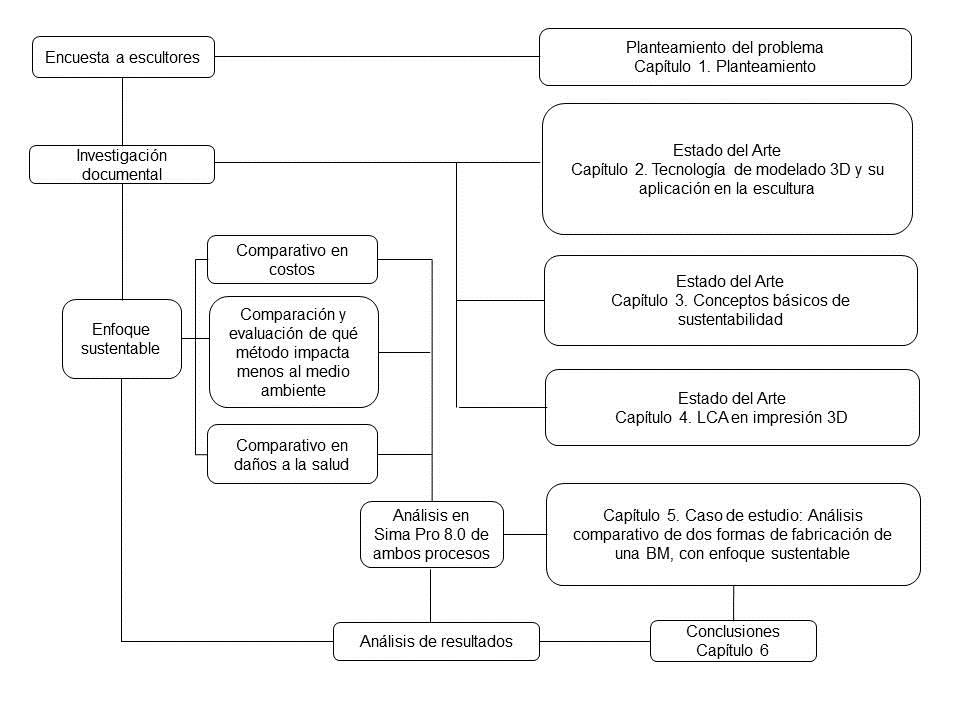 Encuesta a escultores
Planteamiento del problema
Capítulo 1. Planteamiento
Investigación
documental
Estado del Arte
Capítulo 2. Tecnología de modelado 3D y su
aplicación en la escultura
Comparativo en
costos
Estado del Arte
Capítulo 3. Conceptos básicos de
sustentabilidad
Enfoque
sustentable
Comparación y
evaluación de qué
método impacta
menos al medio
ambiente
Estado del Arte
Capítulo 4. LCA en impresión 3D
Comparativo en
daños a la salud
Análisis en
Sima Pro 8.0 de
ambos procesos
Capítulo 5. Caso de estudio: Análisis
comparativo de dos formas de fabricación de
una BM, con enfoque sustentable
Análisis de resultados
Conclusiones
Capítulo 6